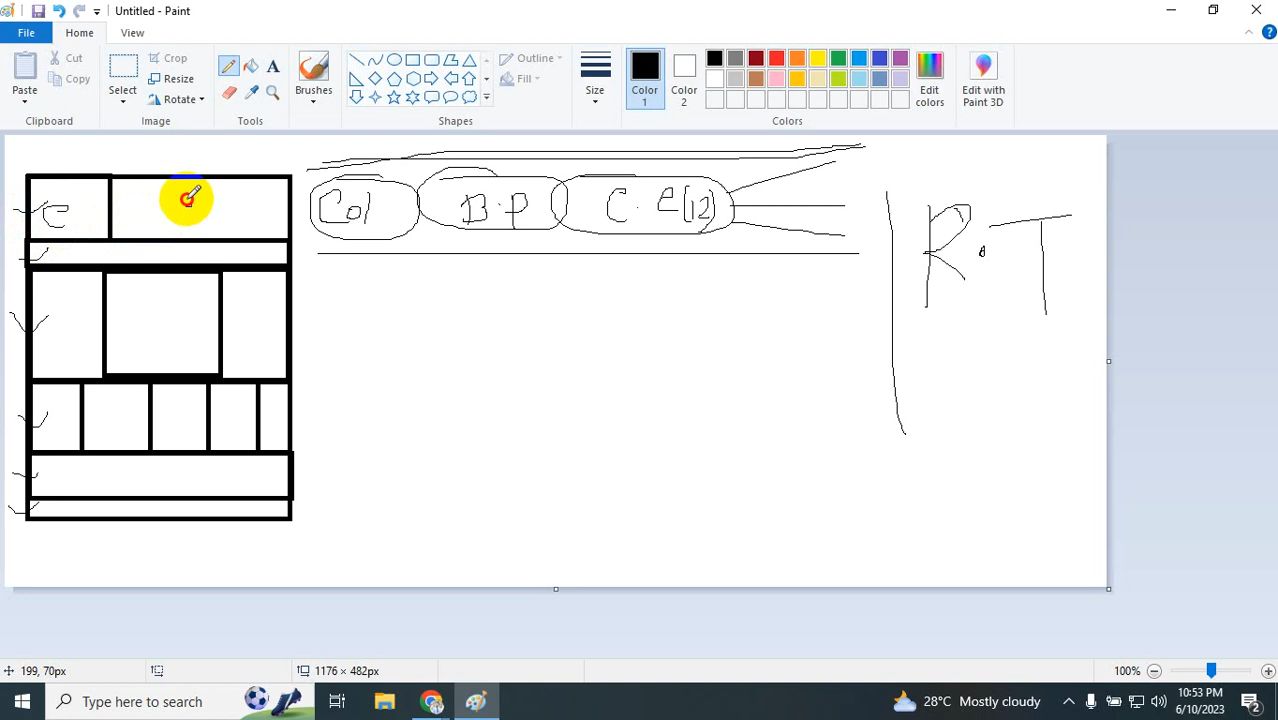 Untitled - Paint
File
Home
View
Paste
Cut
Copy
Clipboard
Select
Crop
Resize
Rotate
Image
A
Tools
Brushes
Outline
Fill
Shapes
Size
Color 1
Color 2
Edit colors
Edit with Paint 3D
Colors
C
Col
B.P
C.
(12)
R.T
199, 70px
1176 × 482px
100%
Type here to search
28°C Mostly cloudy
10:53 PM
6/10/2023
2